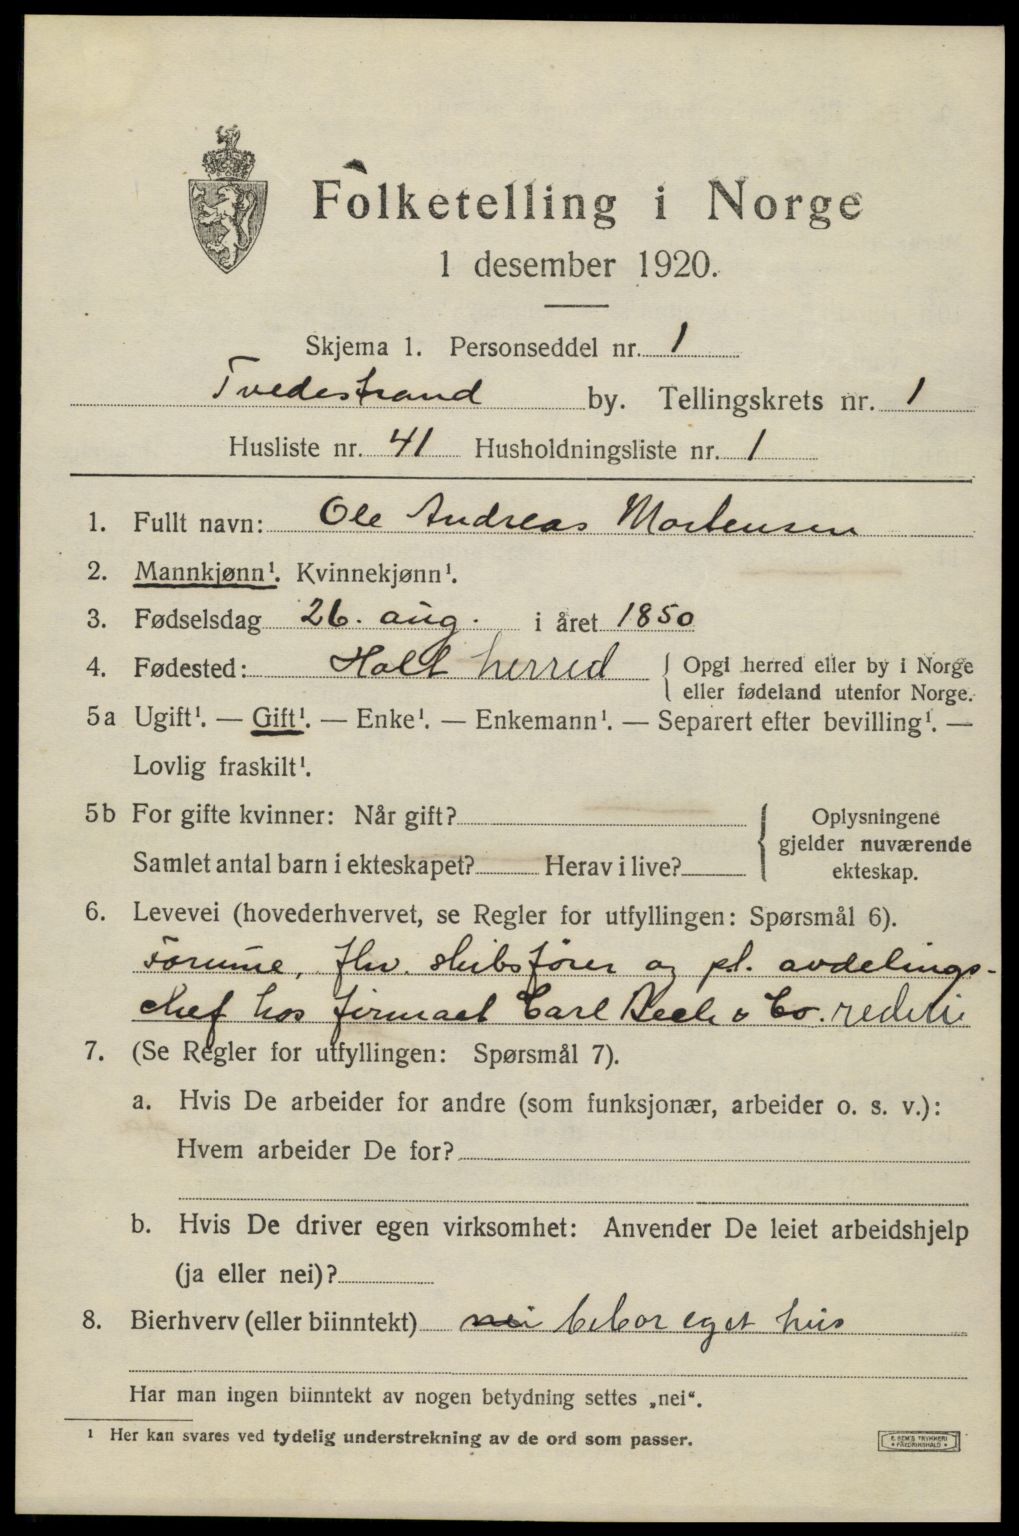 Folketelling i Norge
1 desember 1920.
Skjema 1. Personseddel nr. 1
Tvedestrand by. Tellingskrets nr. 1
Husliste nr. 41 Husholdningsliste nr. 1
1. Fullt navn: Ole Andreas Mortensen
2. Mannkjønn¹. Kvinnekjønn¹.
3. Fødselsdag 26. aug. i året 1850
4. Fødested: Holt herred { Opgi herred eller by i Norge
eller fødeland utenfor Norge.
5a Ugift¹. — Gift¹. — Enke¹. — Enkemann¹. — Separert efter bevilling¹. —
Lovlig fraskilt¹.
5b For gifte kvinner: Når gift?
Samlet antal barn i ekteskapet? Herav i live?
Oplysningene
gjelder nuværende
ekteskap.
6. Levevei (hovederhvervet, se Regler for utfyllingen: Spørsmål 6).
Formue, fhv. skibsfører og pt. avdelings-
chef hos firmaet Carl & Co. rederi
7. (Se Regler for utfyllingen: Spørsmål 7).
a. Hvis De arbeider for andre (som funksjonær, arbeider o. s. v.):
Hvem arbeider De for?
b. Hvis De driver egen virksomhet: Anvender De leiet arbeidshjelp
(ja eller nei)?
8. Bierhverv (eller biinntekt) nei bebor eget hus
Har man ingen biinntekt av nogen betydning settes „nei“.
¹ Her kan svares ved tydelig understrekning av de ord som passer.
E. SEM'S TRYKKERI
FREDRIKSHALD